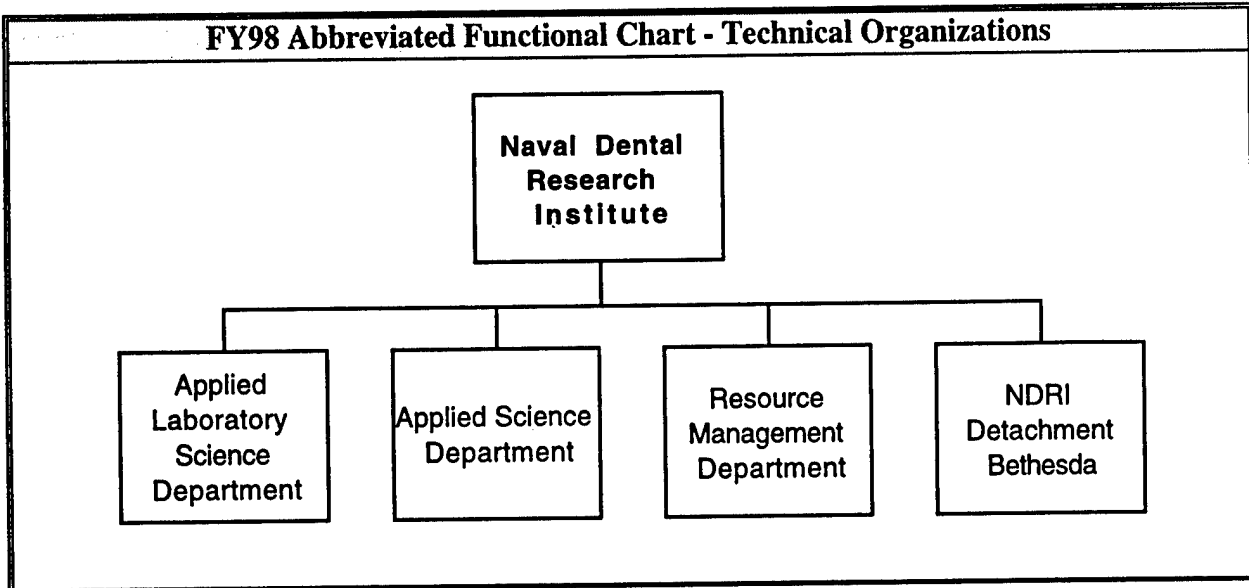 FY98 Abbreviated Functional Chart - Technical Organizations
Naval Dental
Research
Institute
Applied
Laboratory
Science
Department
Applied Science
Department
Resource
Management
Department
NDRI
Detachment
Bethesda